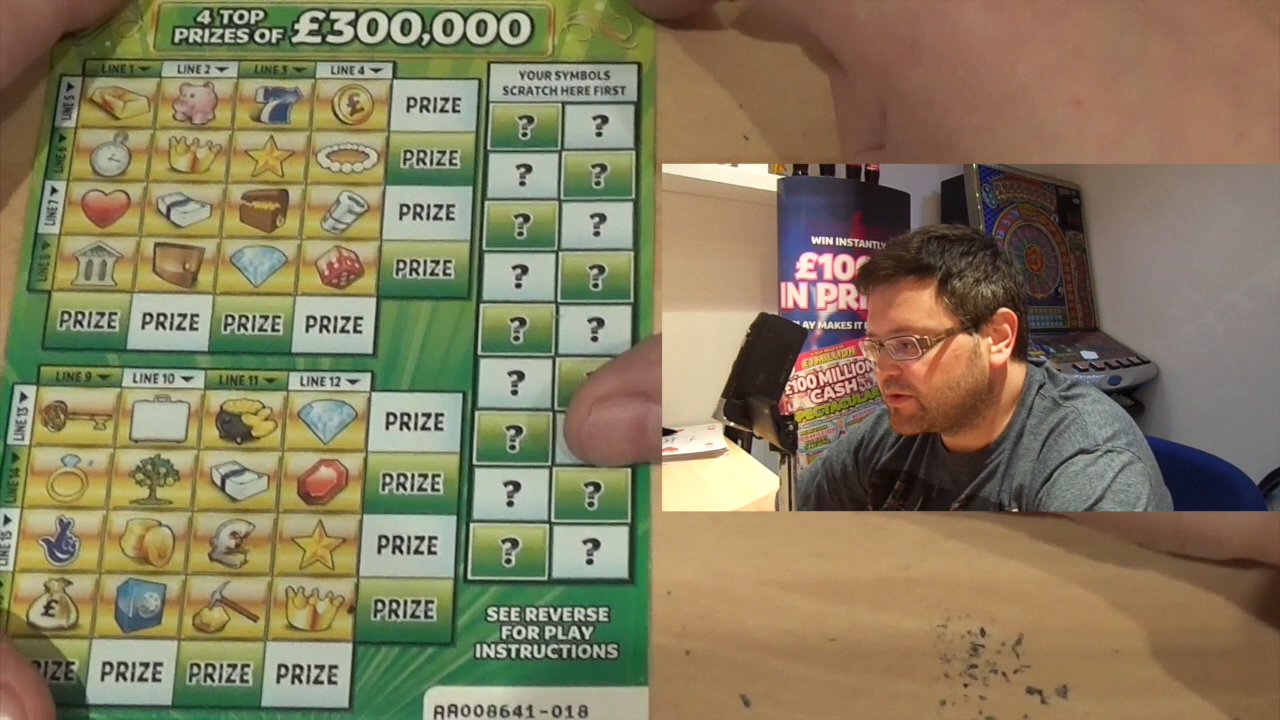 4 TOP
PRIZES OF £300,000
LINE 1 LINE 2 LINE 3 LINE 4
YOUR SYMBOLS
SCRATCH HERE FIRST
LINE 5
PRIZE
? ?
LINE 6
PRIZE
? ?
LINE 7
PRIZE
? ?
LINE 8
PRIZE
? ?
PRIZE PRIZE PRIZE PRIZE
? ?
LINE 9 LINE 10 LINE 11 LINE 12
?
LINE 13
PRIZE
?
LINE 14
PRIZE
? ?
LINE 15
PRIZE
? ?
£
PRIZE
PRIZE PRIZE PRIZE
SEE REVERSE
FOR PLAY
INSTRUCTIONS
AA008641-018
WIN INSTANTLY
IN
£1 MILLION
£100 MILLION
CASH